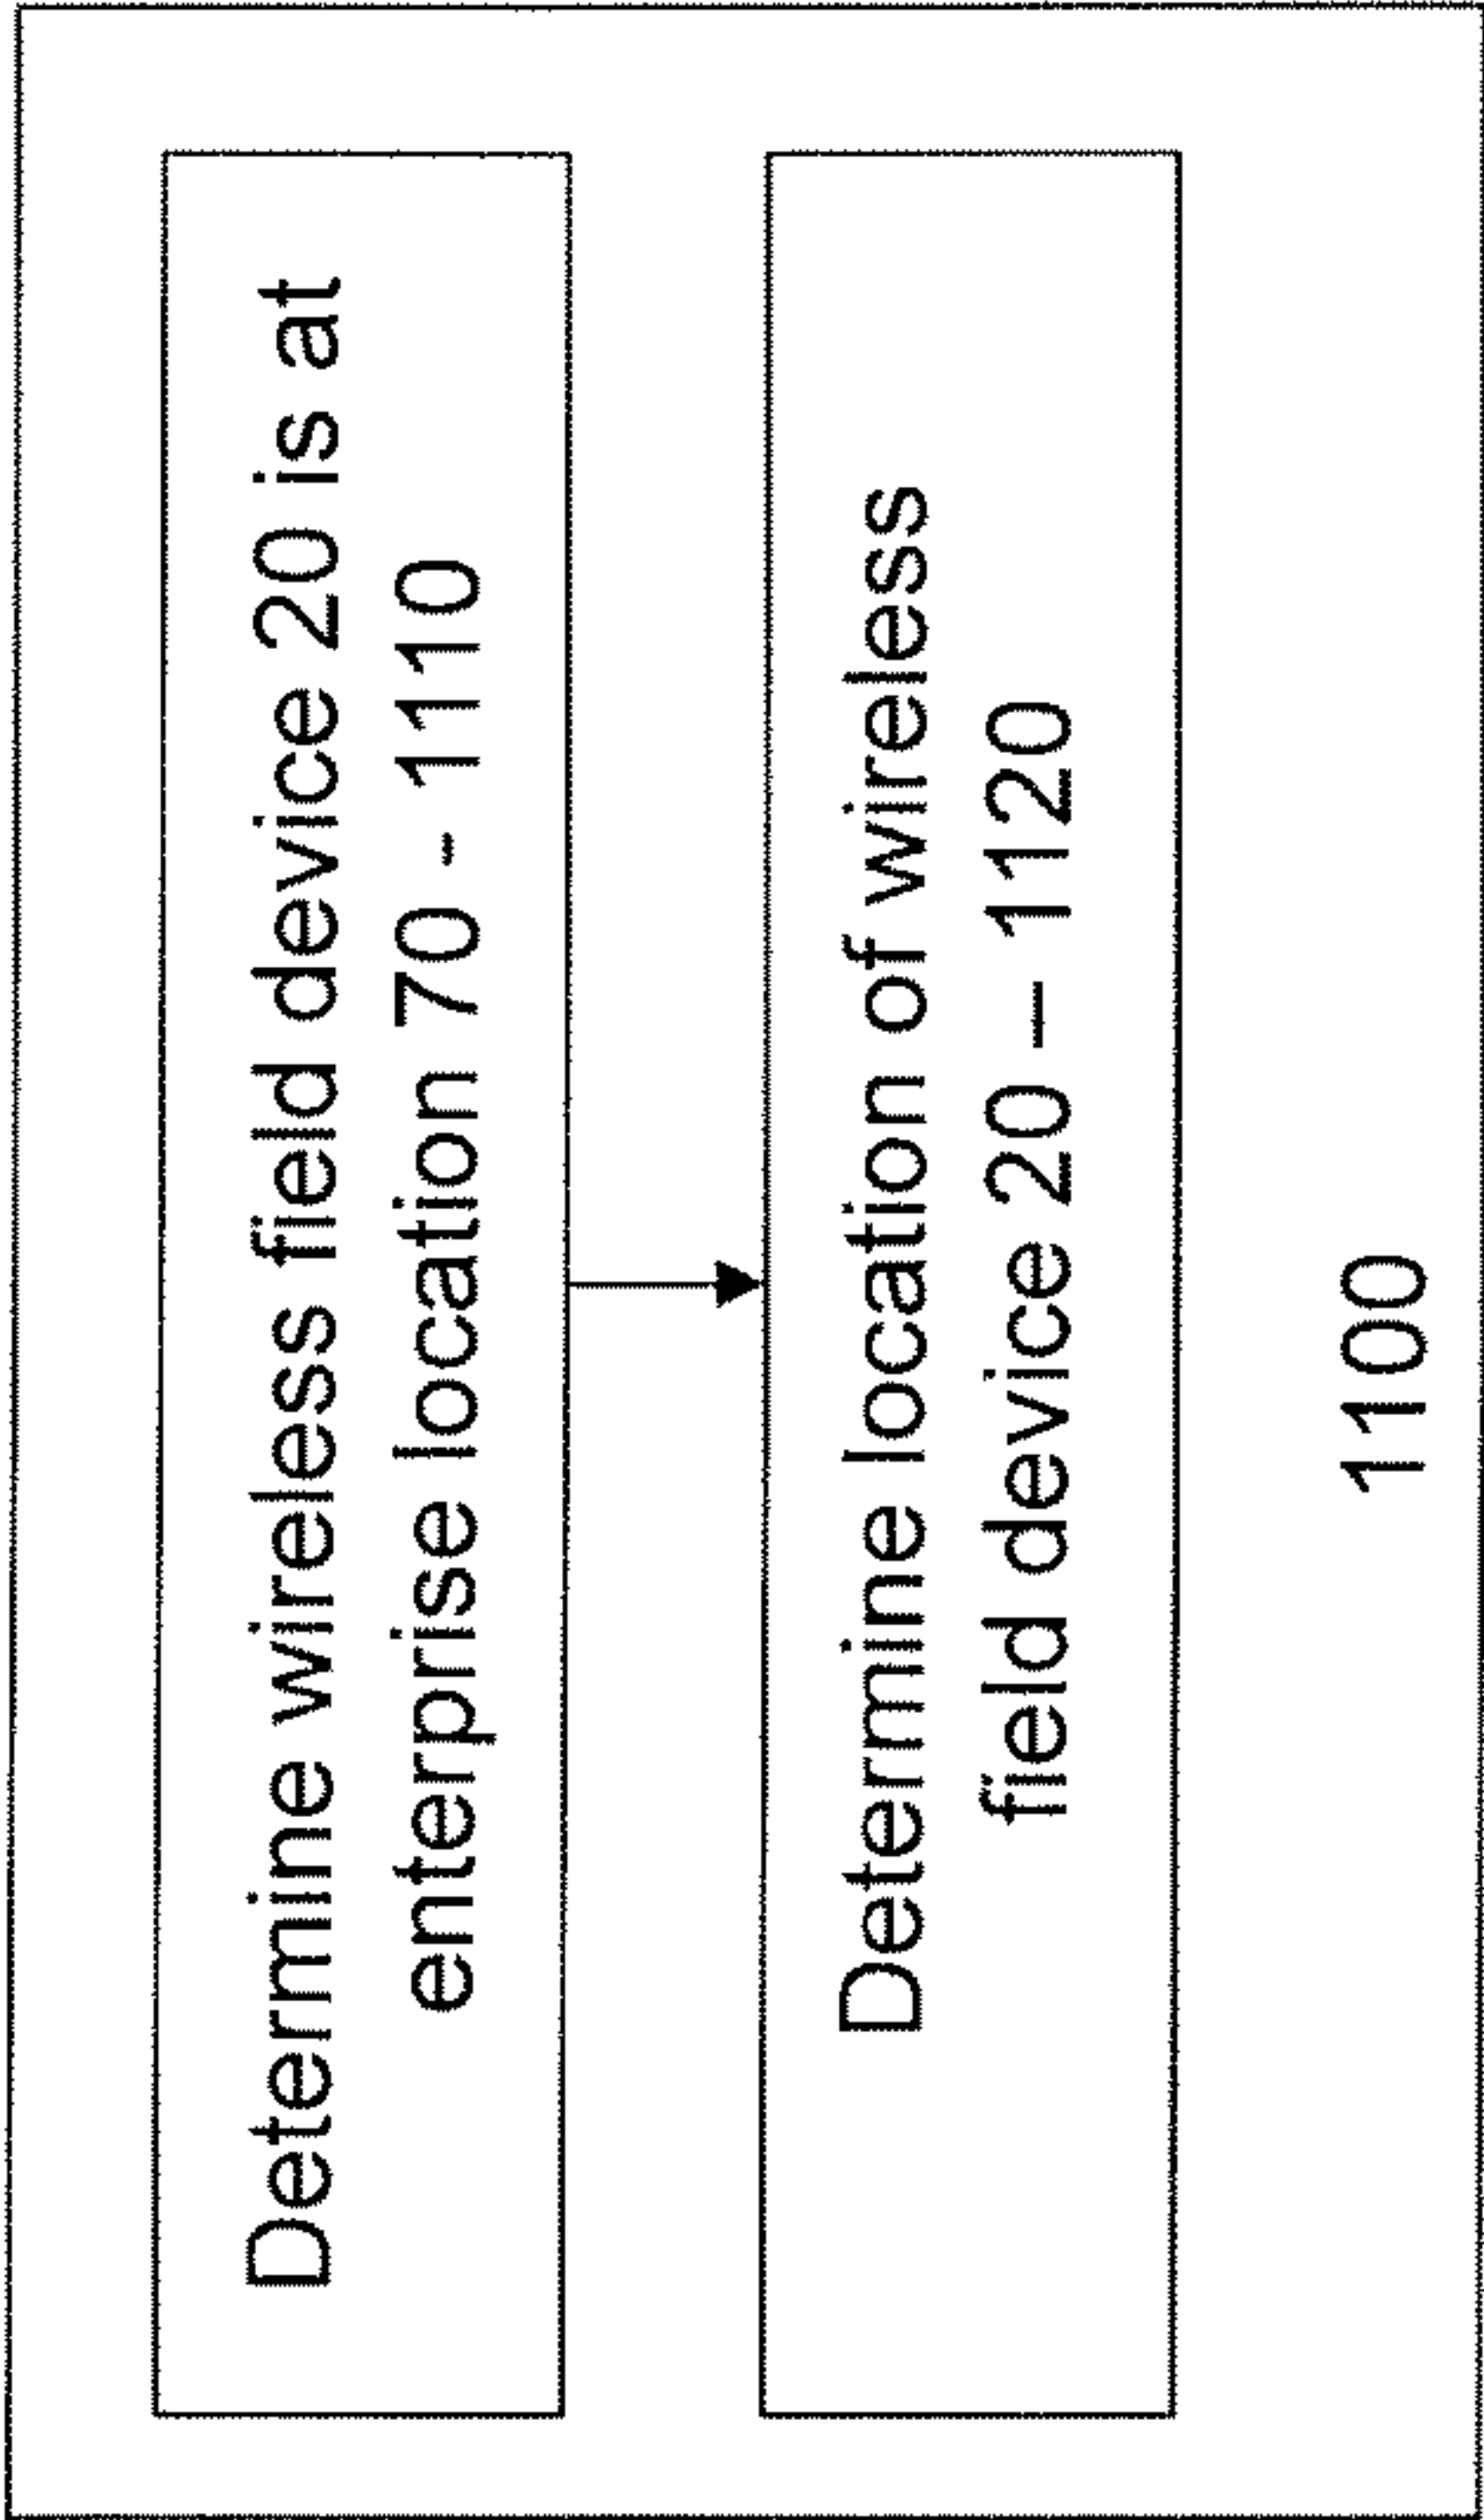 Determine wireless field device 20 is at
enterprise location 70 - 1110
Determine location of wireless
field device 20 – 1120
1100